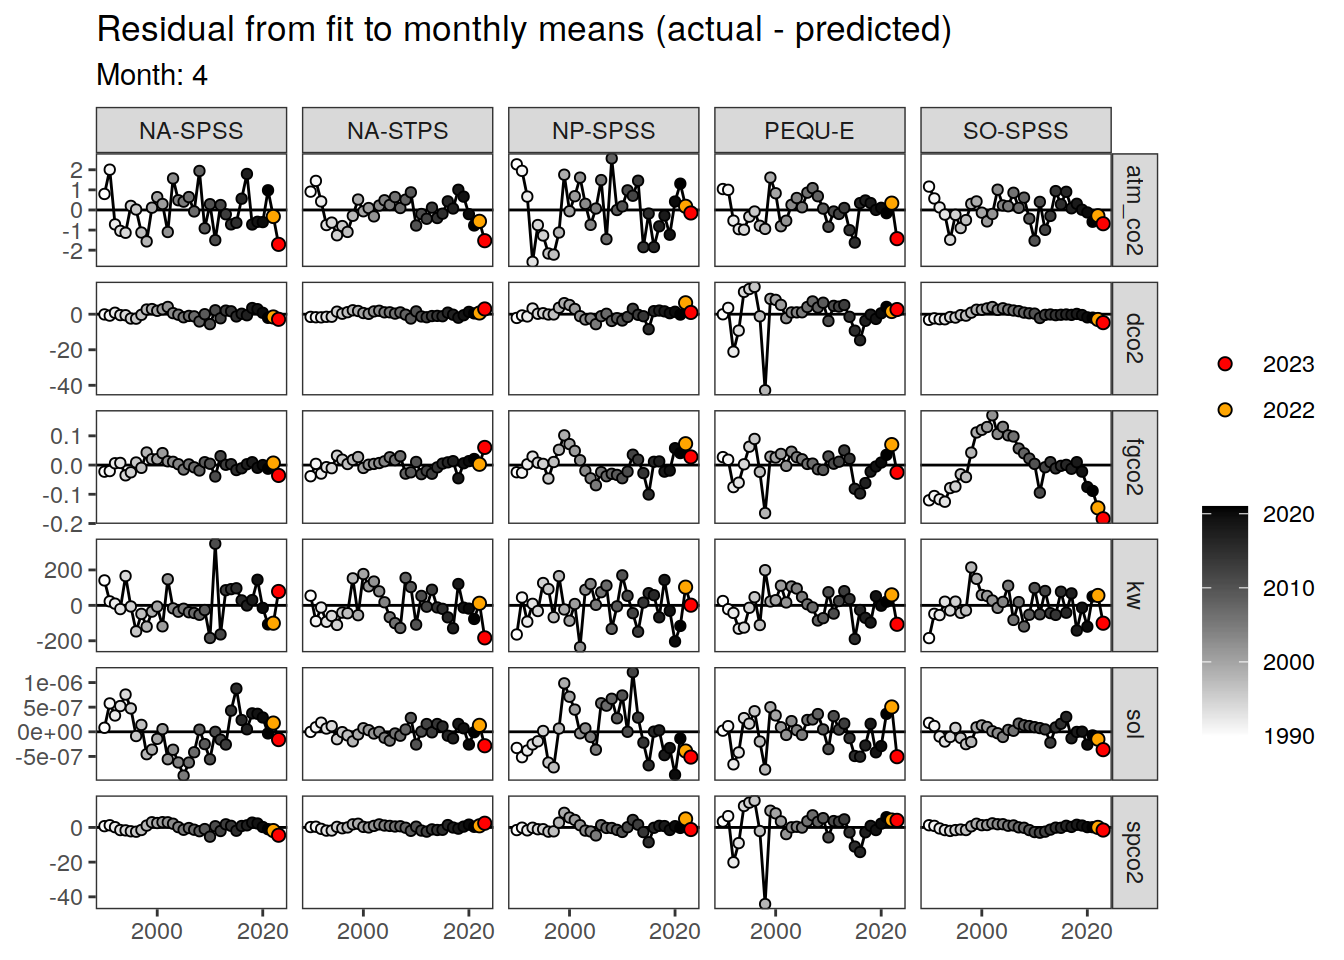 Residual from fit to monthly means (actual - predicted)
Month: 4
NA-SPSS NA-STPS NP-SPSS PEQU-E SO-SPSS
2
1
0
-1
-2
atm_co2
0
-20
-40
dco2
0.1
0.0
-0.1
-0.2
fgco2
200
0
-200
kw
1e-06
5e-07
0e+00
-5e-07
sol
0
-20
-40
spco2
2000 2020 2000 2020 2000 2020 2000 2020 2000 2020
2023
2022
2020
2010
2000
1990